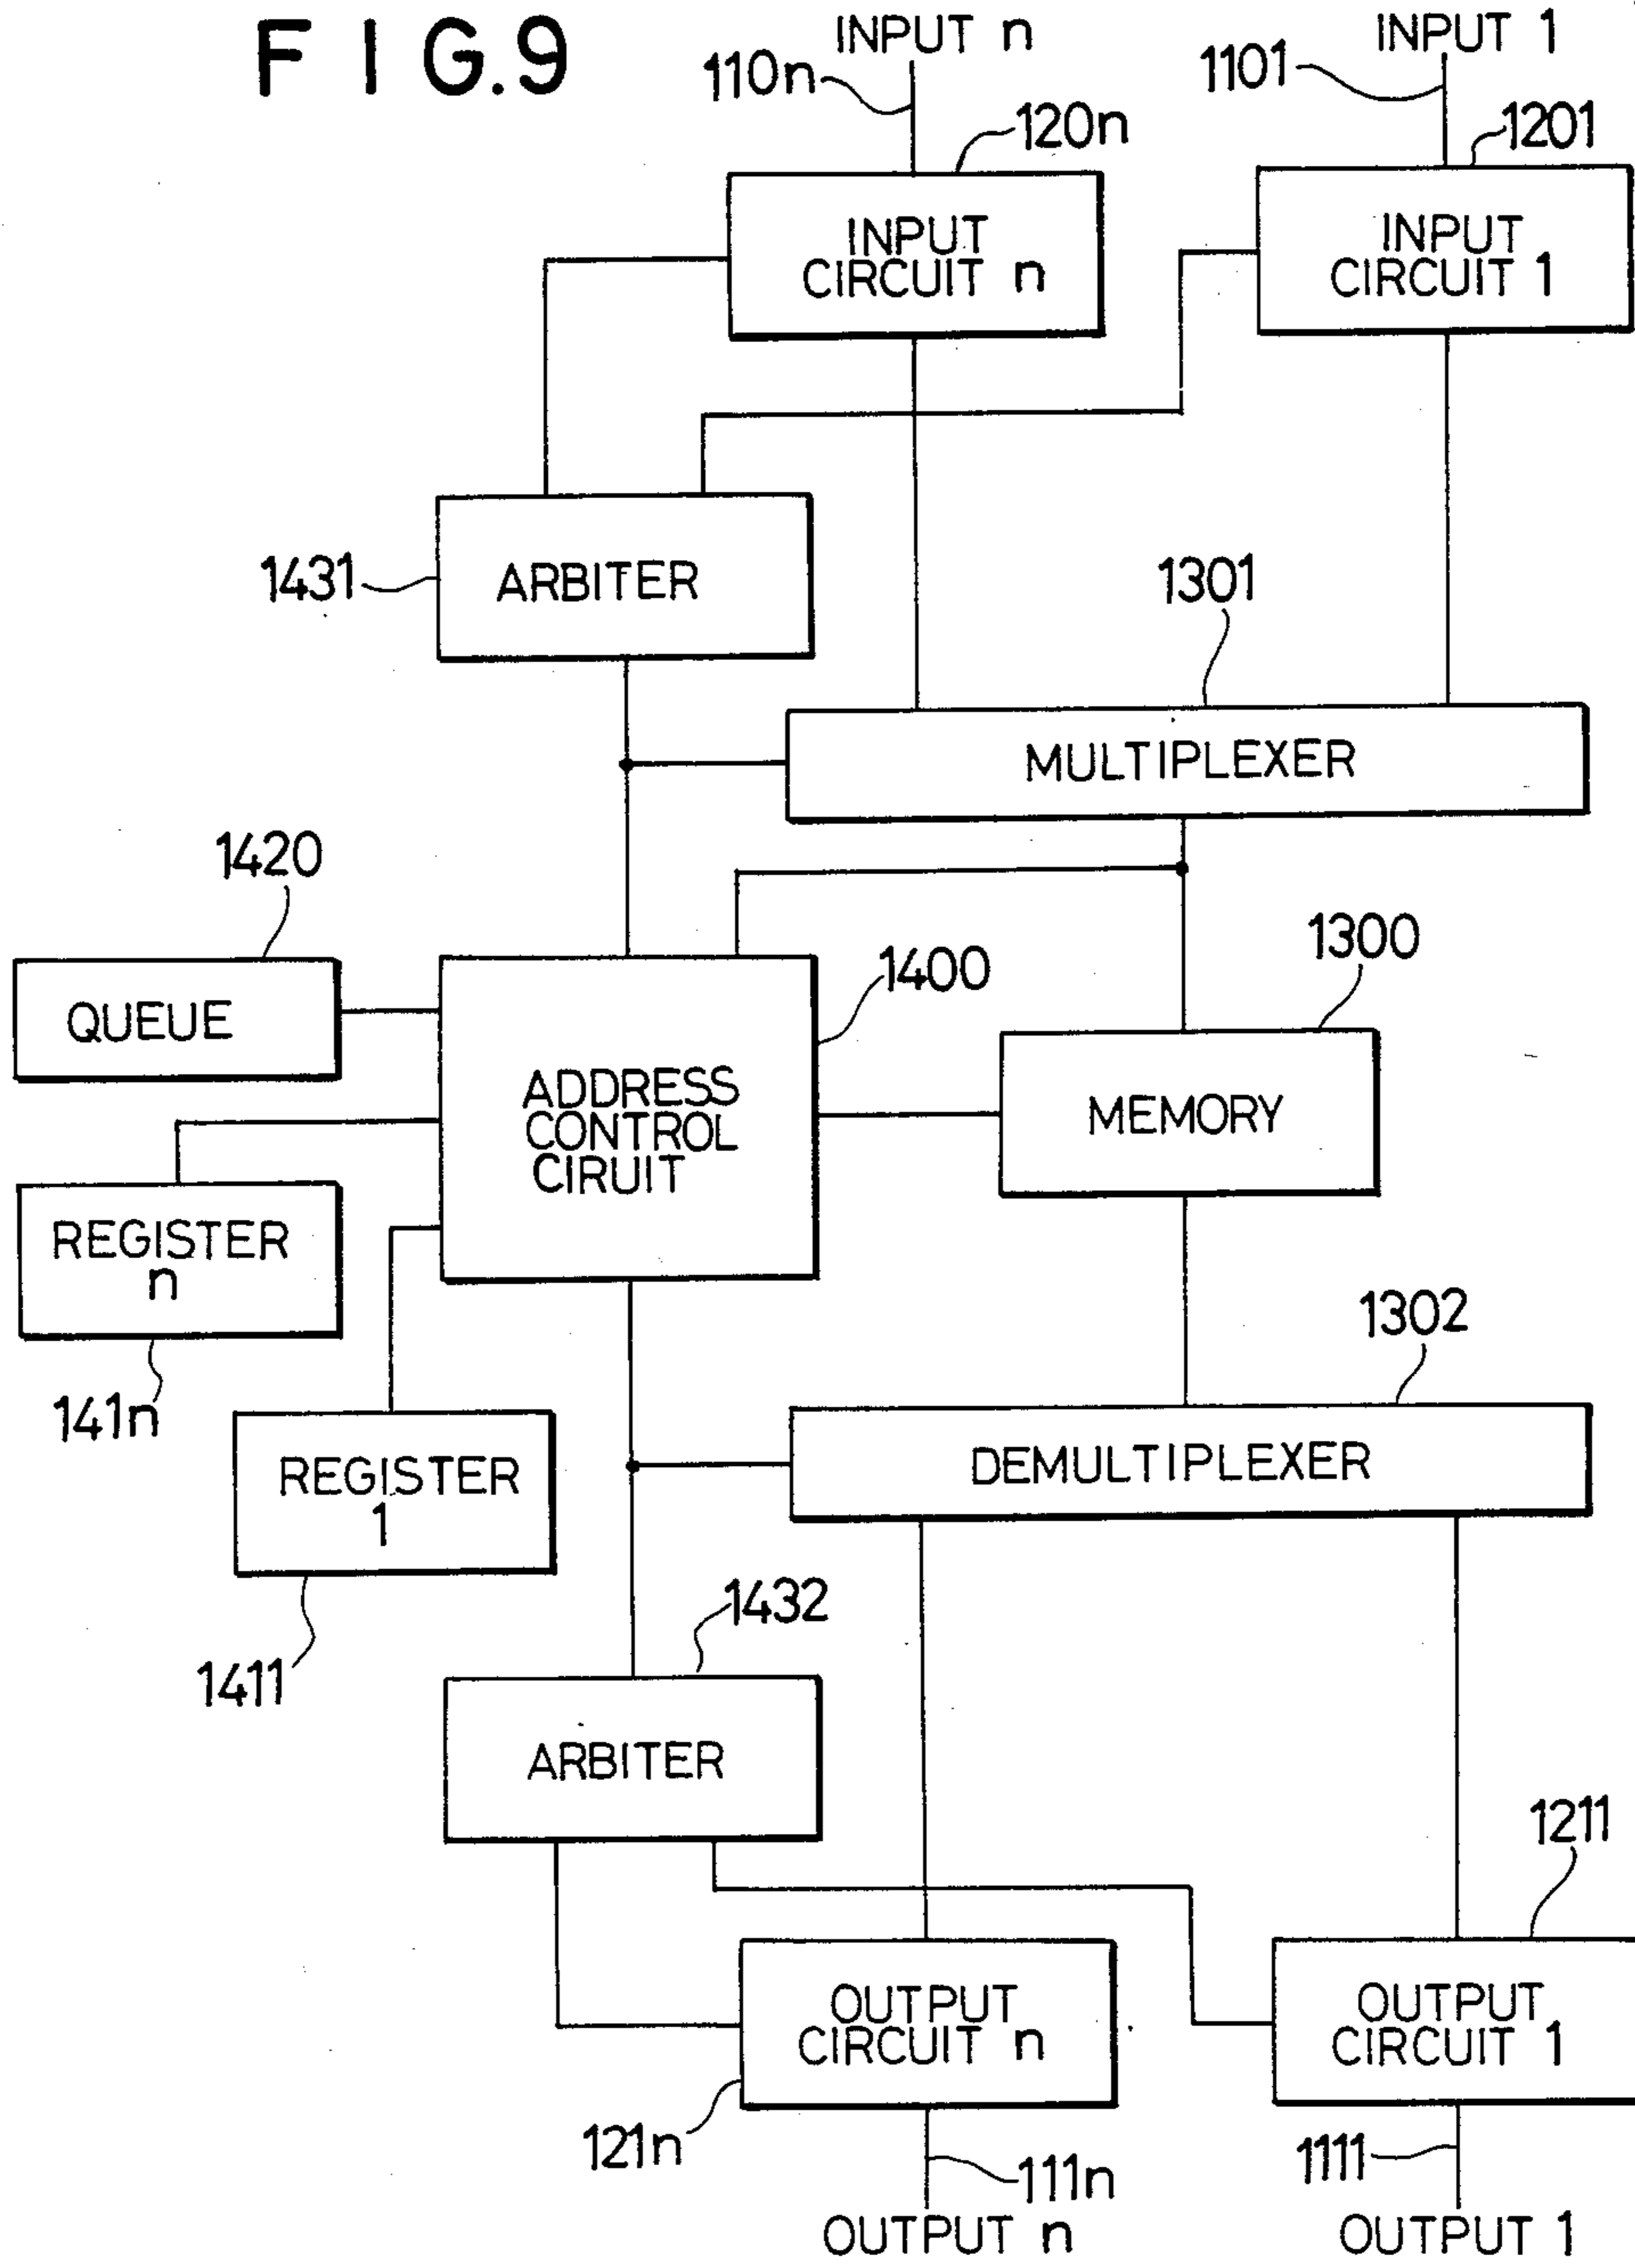 FIG.9
INPUT n
INPUT 1
110n
1101
120n
1201
INPUT
CIRCUIT n
INPUT
CIRCUIT 1
1431
ARBITER
1301
MULTIPLEXER
1420
1400
1300
QUEUE
ADDRESS
CONTROL
CIRUIT
MEMORY
REGISTER
n
141n
1302
REGISTER
1
DEMULTIPLEXER
1411
1432
ARBITER
1211
OUTPUT
CIRCUIT n
OUTPUT
CIRCUIT 1
121n
111n
1111
OUTPUT n
OUTPUT 1